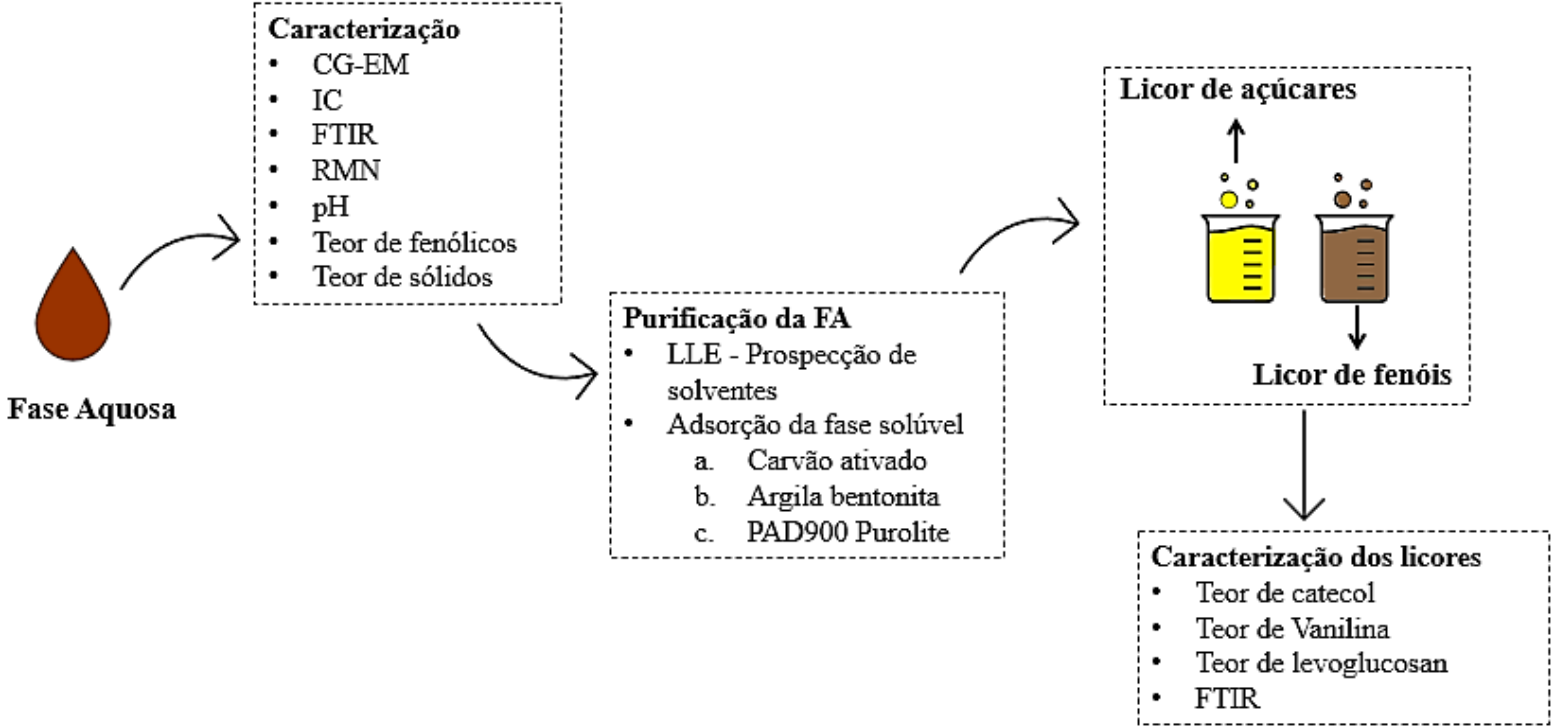 Fase Aquosa
Caracterização
• CG-EM
• IC
• FTIR
• RMN
• pH
• Teor de fenólicos
• Teor de sólidos
Purificação da FA
• LLE - Prospecção de
solventes
• Adsorção da fase solúvel
a. Carvão ativado
b. Argila bentonita
c. PAD900 Purolite
Licor de açúcares
Licor de fenóis
Caracterização dos licores
• Teor de catecol
• Teor de Vanilina
• Teor de levoglucosan
• FTIR